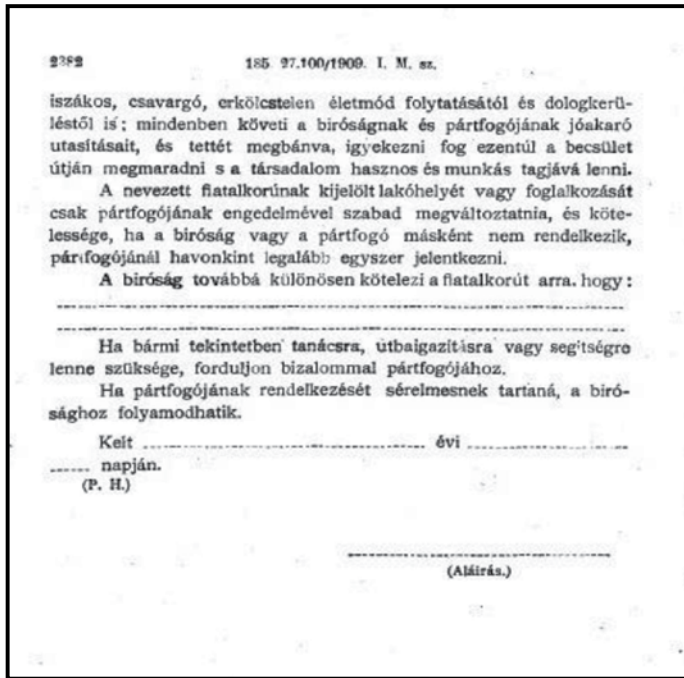 2382 185 27.100/1909. I. M. sz.
iszákos, csavargó, erkölcstelen életmód folytatásától és dologkerü-
léstől is; mindenben követi a biróságnak és pártfogójának jóakaró
utasításait, és tettét megbánva, igyekezni fog ezentúl a becsület
útján megmaradni s a társadalom hasznos és munkás tagjává lenni.
A nevezett fiatalkorúnak kijelölt lakóhelyét vagy foglalkozását
csak pártfogójának engedelmével szabad megváltoztatnia, és köte-
lessége, ha a biróság vagy a pártfogó másként nem rendelkezik,
pártfogójánál havonkint legalább egyszer jelentkezni.
A biróság továbbá különösen kötelezi a fiatalkorút arra. hogy:
Ha bármi tekintetben tanácsra, útbaigazításra vagy segítségre
lenne szüksége, forduljon bizalommal pártfogójához.
Ha pártfogójának rendelkezését sérelmesnek tartaná, a biró-
sághoz folyamodhatik.
Kelt évi
napján.
(P. H.)
(Aláírás.)